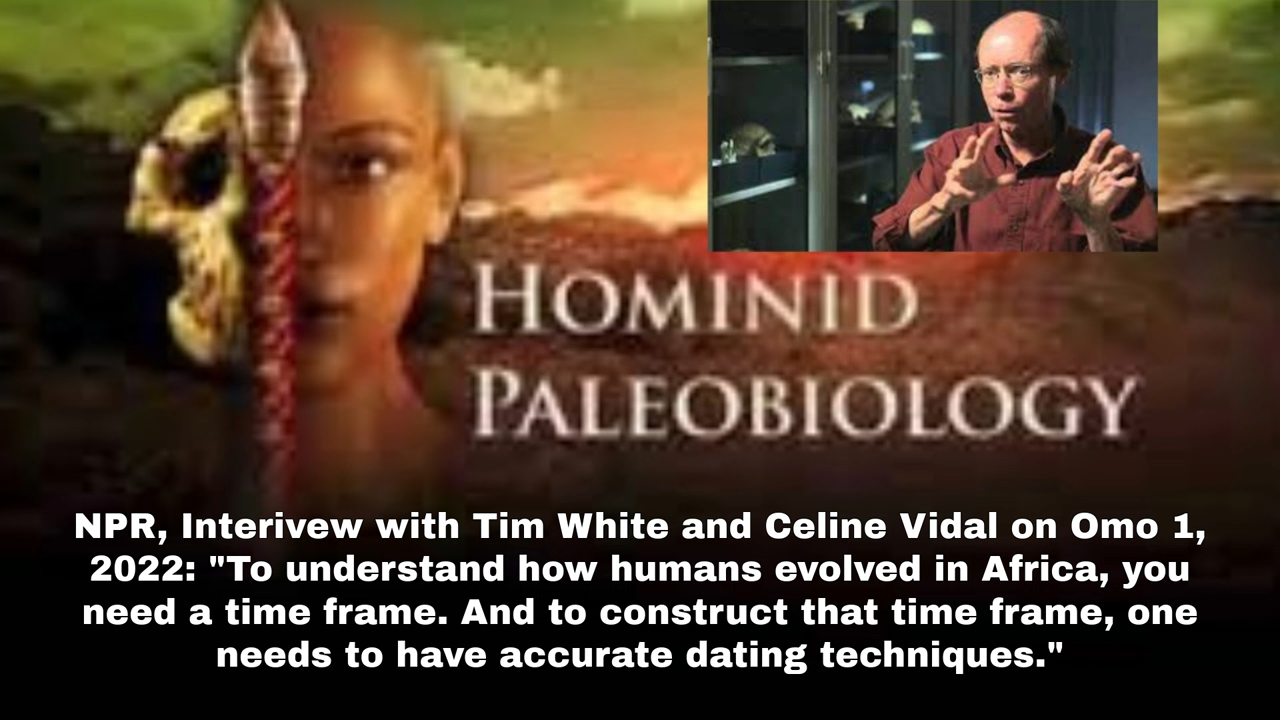 HOMINID
PALEOBIOLOGY
NPR, Interivew with Tim White and Celine Vidal on Omo 1,
2022: "To understand how humans evolved in Africa, you
need a time frame. And to construct that time frame, one
needs to have accurate dating techniques."